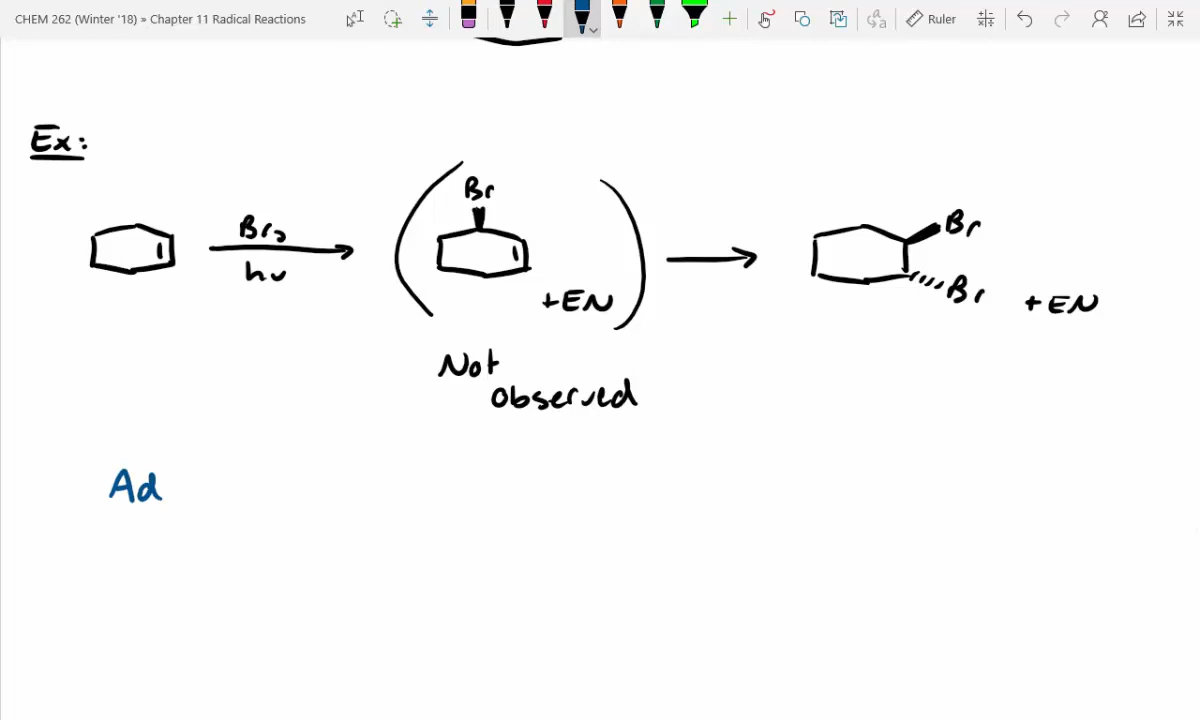 CHEM 262 (Winter '18) » Chapter 11 Radical Reactions
Ruler
Ex:
Br₂
hν
Br
+EN
Br
Br
+ EN
Not
observed
Ad